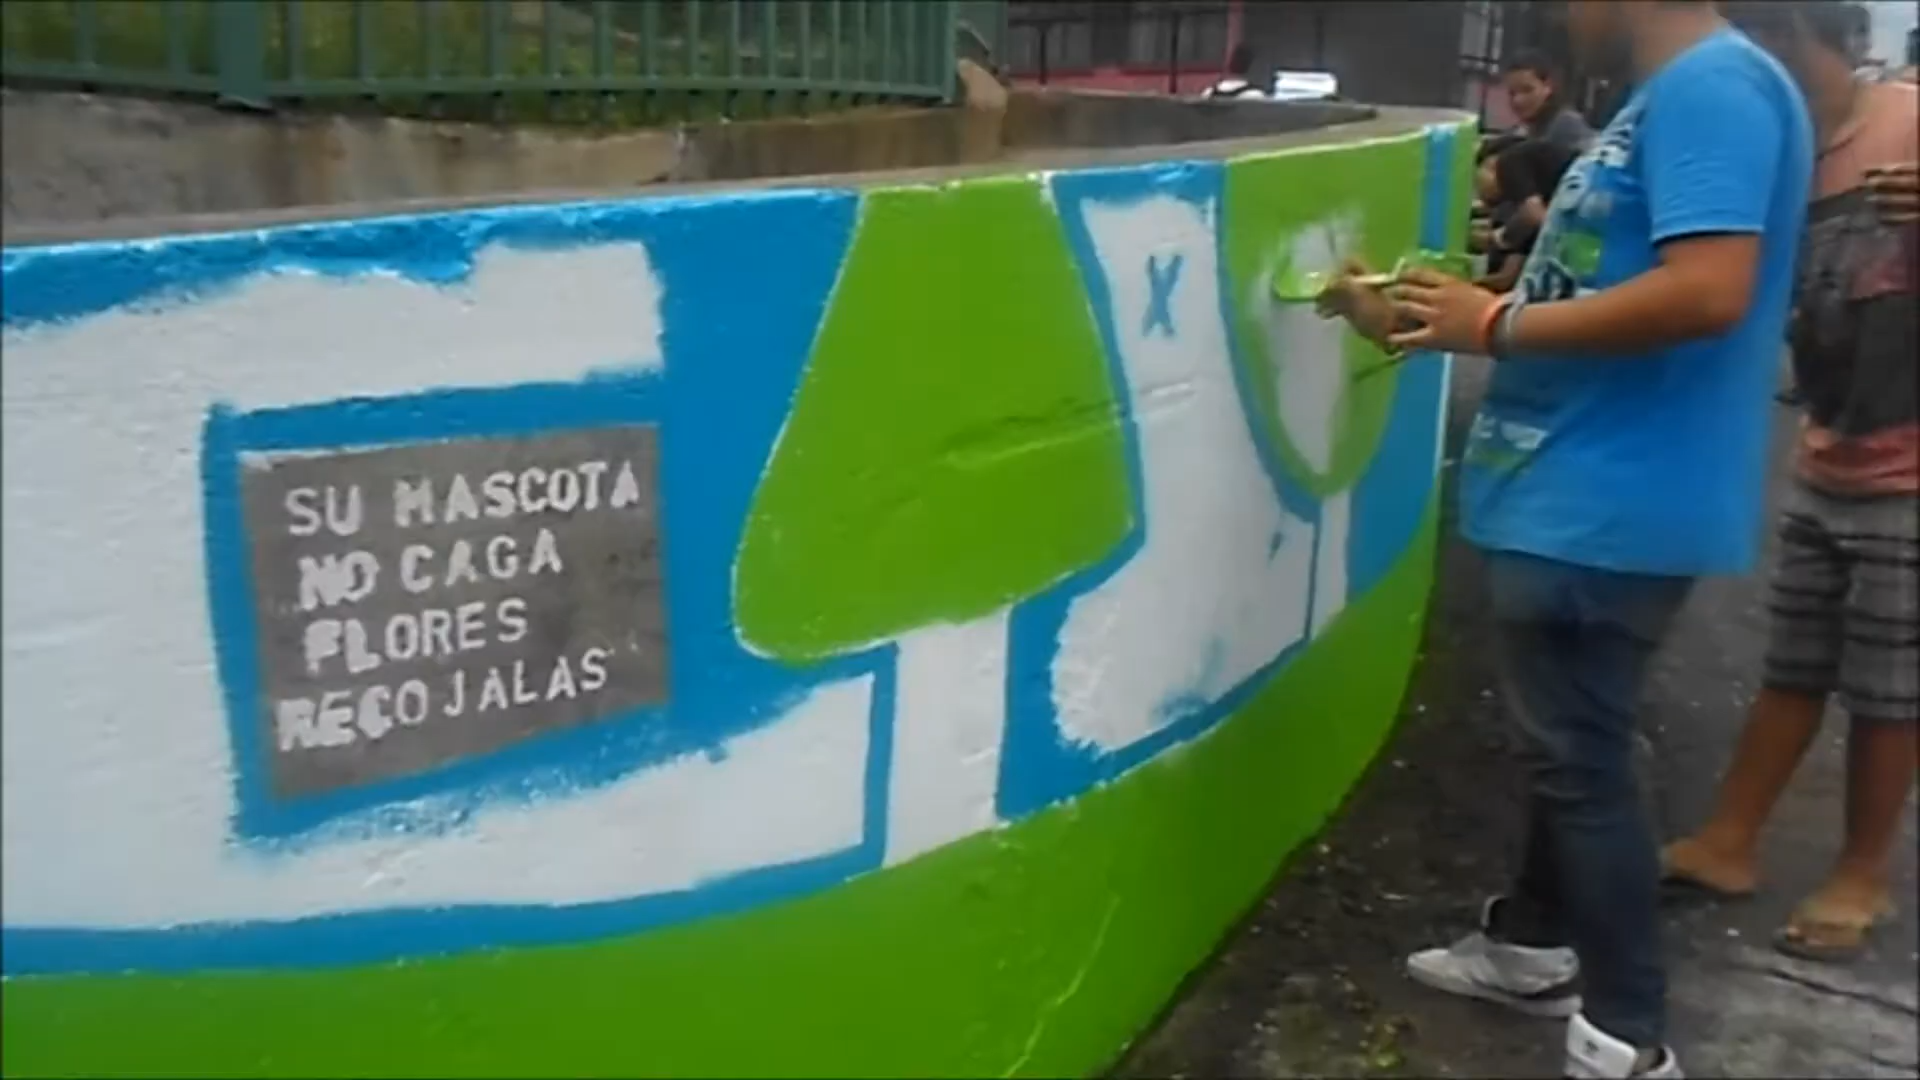 SU MASCOTA
NO CAGA
FLORES
RECOJALAS
X